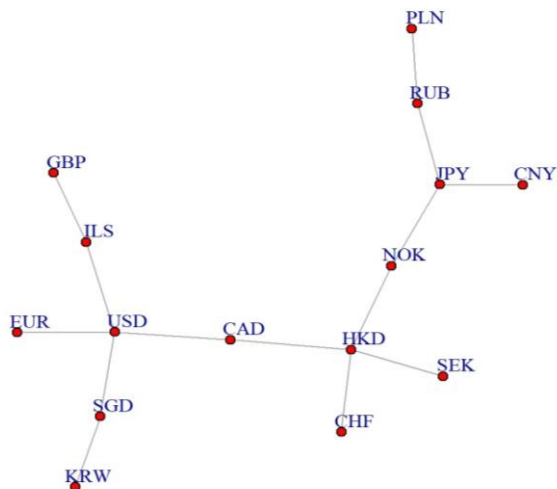 PLN
RUB
GBP
JPY
CNY
ILS
NOK
EUR
USD
CAD
HKD
SEK
SGD
CHF
KRW